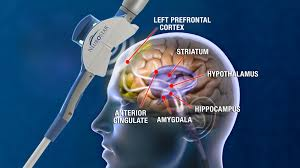 LEFT PREFRONTAL
CORTEX
STRIATUM
HYPOTHALAMUS
HIPPOCAMPUS
ANTERIOR
CINGULATE
AMYGDALA